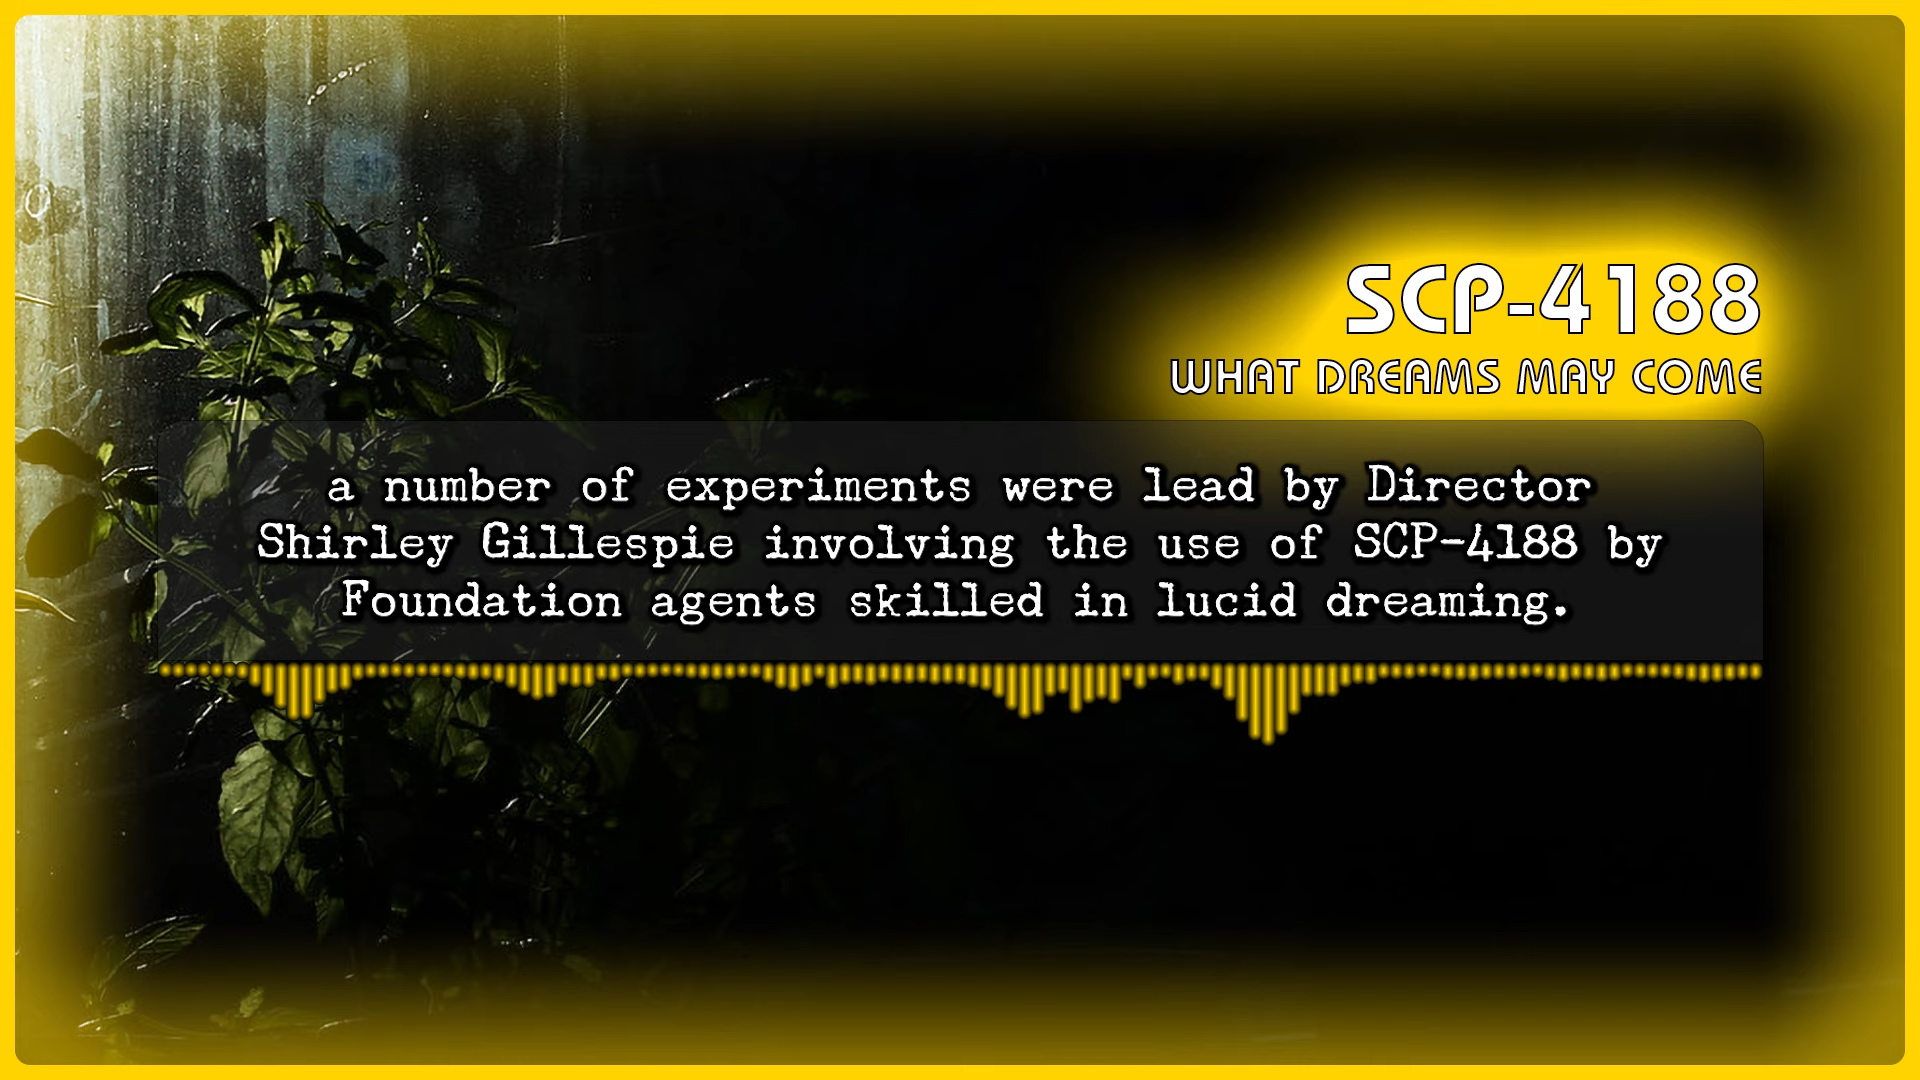 SCP-4188
WHAT DREAMS MAY COME
a number of experiments were lead by Director
Shirley Gillespie involving the use of SCP-4188 by
Foundation agents skilled in lucid dreaming.